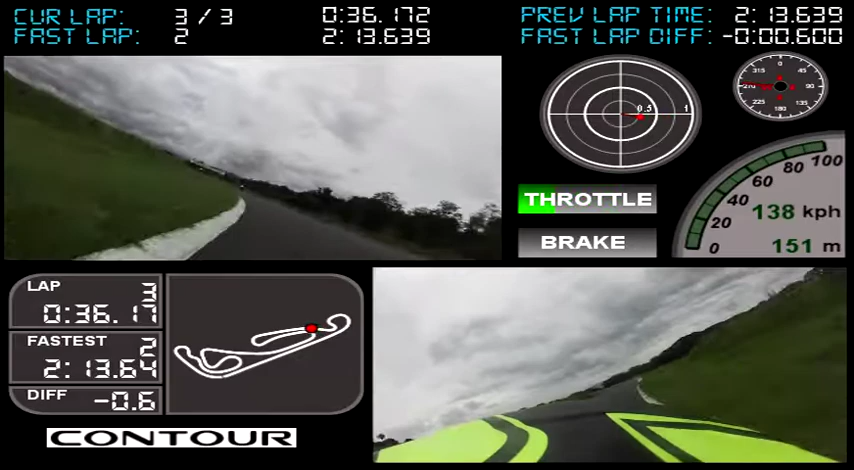 CUR LAP: 3 / 3 0:36.172 PREV LAP TIME: 2:13.639
FAST LAP: 2 2:13.639 FAST LAP DIFF: -0:00.600
0.5 1
0 45 90 135 180 225 270 315
THROTTLE
BRAKE
0 20 40 60 80 100
138 kph
151 m
LAP 3
0:36.17
FASTEST 2
2:13.64
DIFF -0.6
CONTOUR